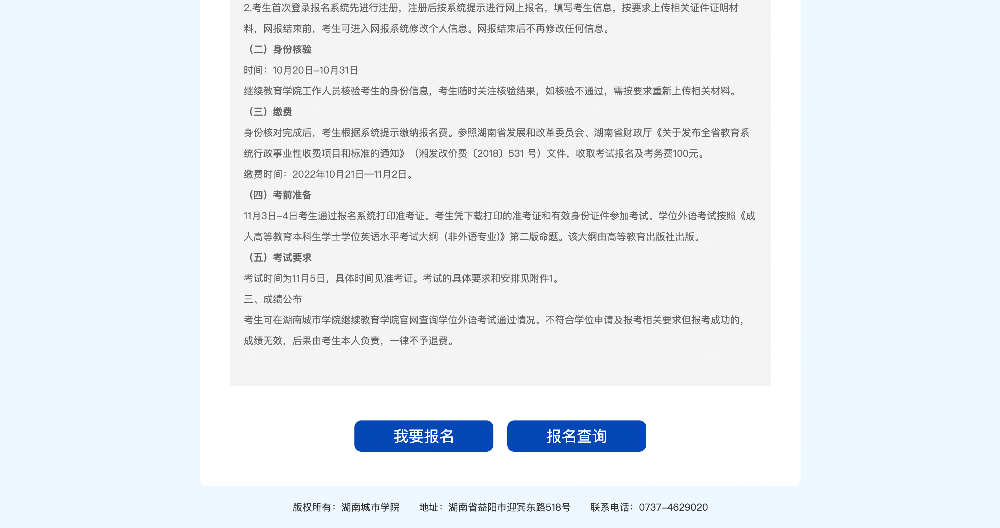 2.考生首次登录报名系统先进行注册，注册后按系统提示进行网上报名，填写考生信息，按要求上传相关证件证明材
料，网报结束前，考生可进入网报系统修改个人信息。网报结束后不再修改任何信息。
（二）身份核验
时间：10月20日–10月31日
继续教育学院工作人员核验考生的身份信息，考生随时关注核验结果，如核验不通过，需按要求重新上传相关材料。
（三）缴费
身份核对完成后，考生根据系统提示缴纳报名费。参照湖南省发展和改革委员会、湖南省财政厅《关于发布全省教育系
统行政事业性收费项目和标准的通知》（湘发改价费〔2018〕531 号）文件，收取考试报名及考务费100元。
缴费时间：2022年10月21日—11月2日。
（四）考前准备
11月3日–4日考生通过报名系统打印准考证。考生凭下载打印的准考证和有效身份证件参加考试。学位外语考试按照《成
人高等教育本科生学士学位英语水平考试大纲（非外语专业)》第二版命题。该大纲由高等教育出版社出版。
（五）考试要求
考试时间为11月5日，具体时间见准考证。考试的具体要求和安排见附件1。
三、成绩公布
考生可在湖南城市学院继续教育学院官网查询学位外语考试通过情况。不符合学位申请及报考相关要求但报考成功的，
成绩无效，后果由考生本人负责，一律不予退费。
我要报名 报名查询
版权所有：湖南城市学院 地址：湖南省益阳市迎宾东路518号 联系电话：0737–4629020